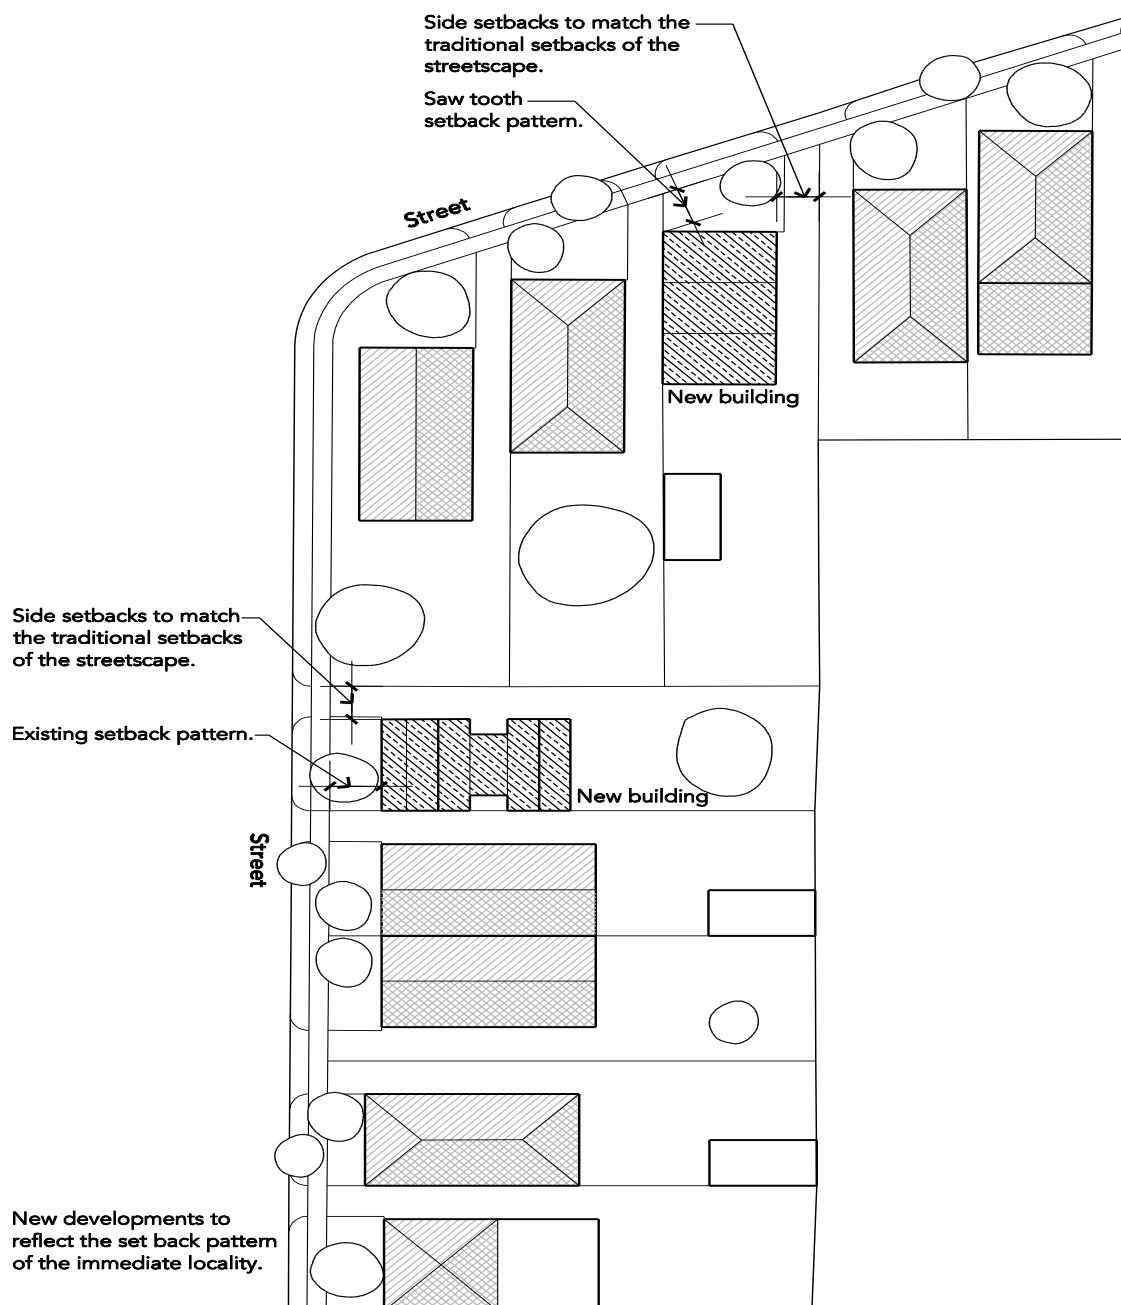 Side setbacks to match the
traditional setbacks of the
streetscape.
Saw tooth
setback pattern.
Street
New building
Side setbacks to match
the traditional setbacks
of the streetscape.
Existing setback pattern.
New building
Street
New developments to
reflect the set back pattern
of the immediate locality.